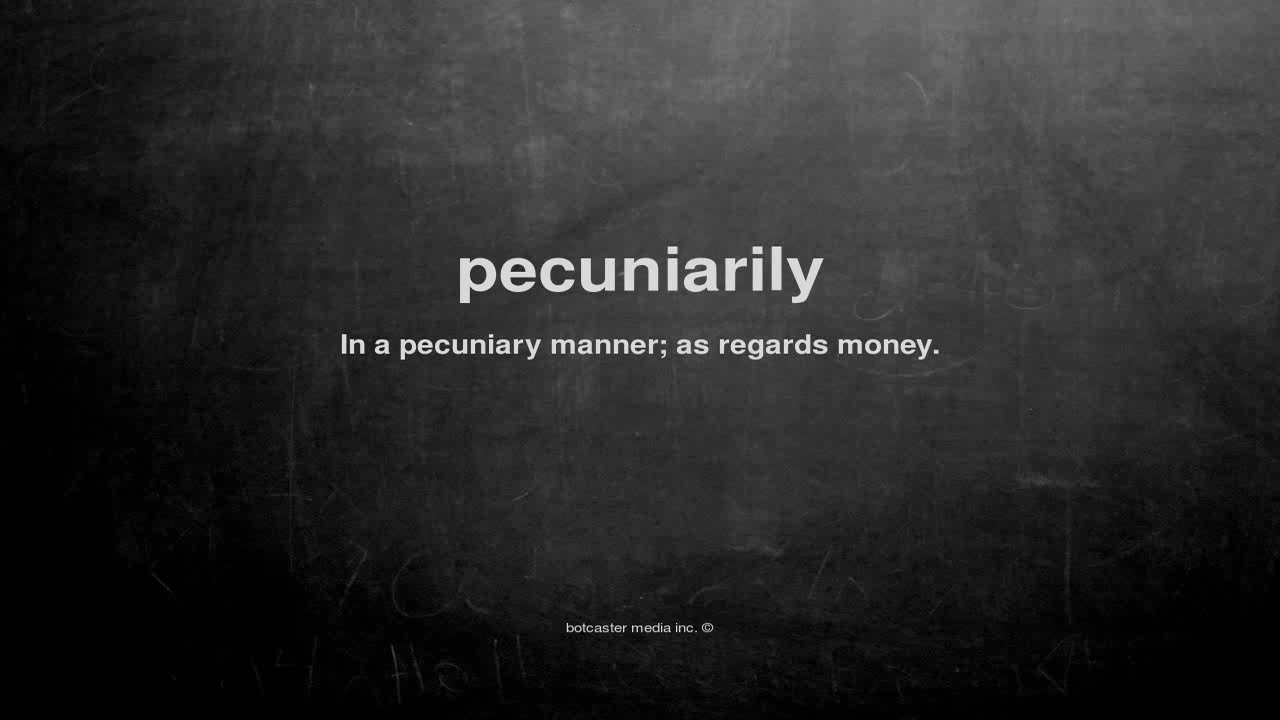 pecuniarily
In a pecuniary manner; as regards money.
botcaster media inc. ©